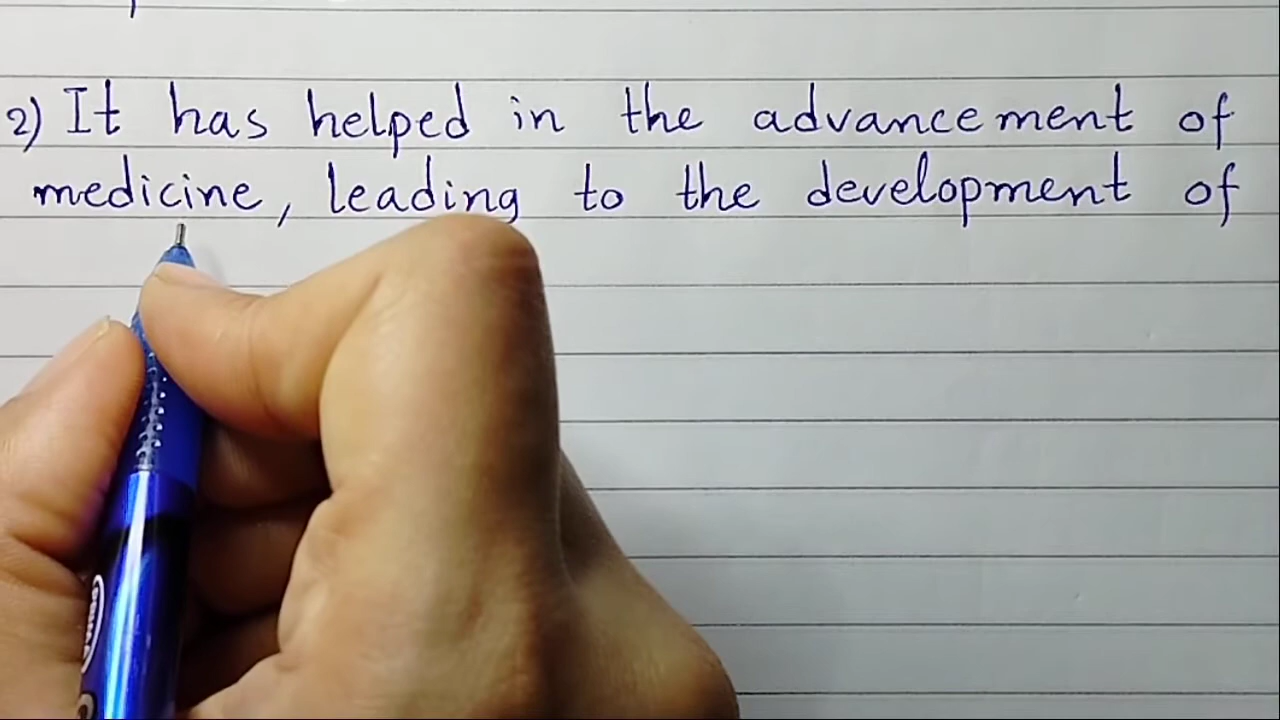 2) It has helped in the advancement of
medicine, leading to the development of